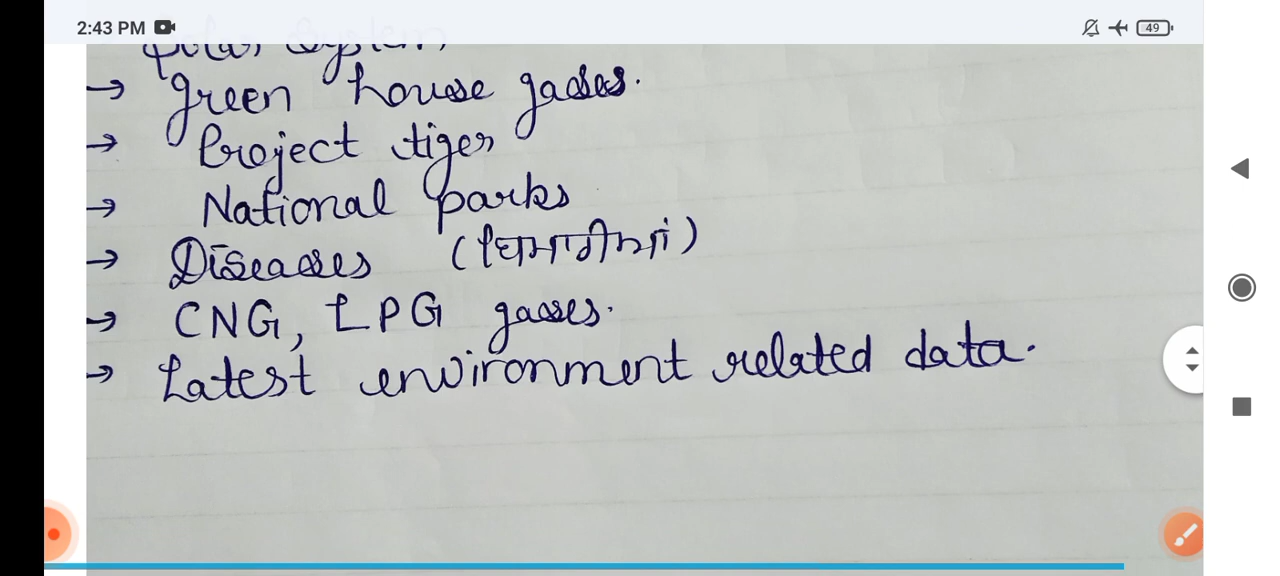 2:43 PM
49
→ green house gases.
→ Project tiger
→ National parks
→ Diseases (बिमारीयां)
→ CNG, LPG gases.
→ Latest environment related data.